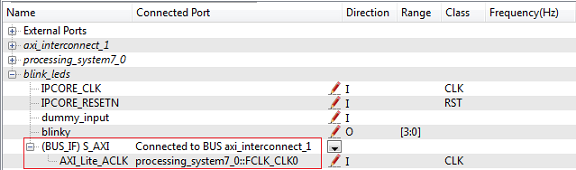 Name Connected Port Direction Range Class Frequency(Hz)
External Ports
axi_interconnect_1
processing_system7_0
blink_leds
IPCORE_CLK I CLK
IPCORE_RESETN I RST
dummy_input I
blinky O [3:0]
(BUS_IF) S_AXI Connected to BUS axi_interconnect_1
AXI_Lite_ACLK processing_system7_0::FCLK_CLK0 I CLK